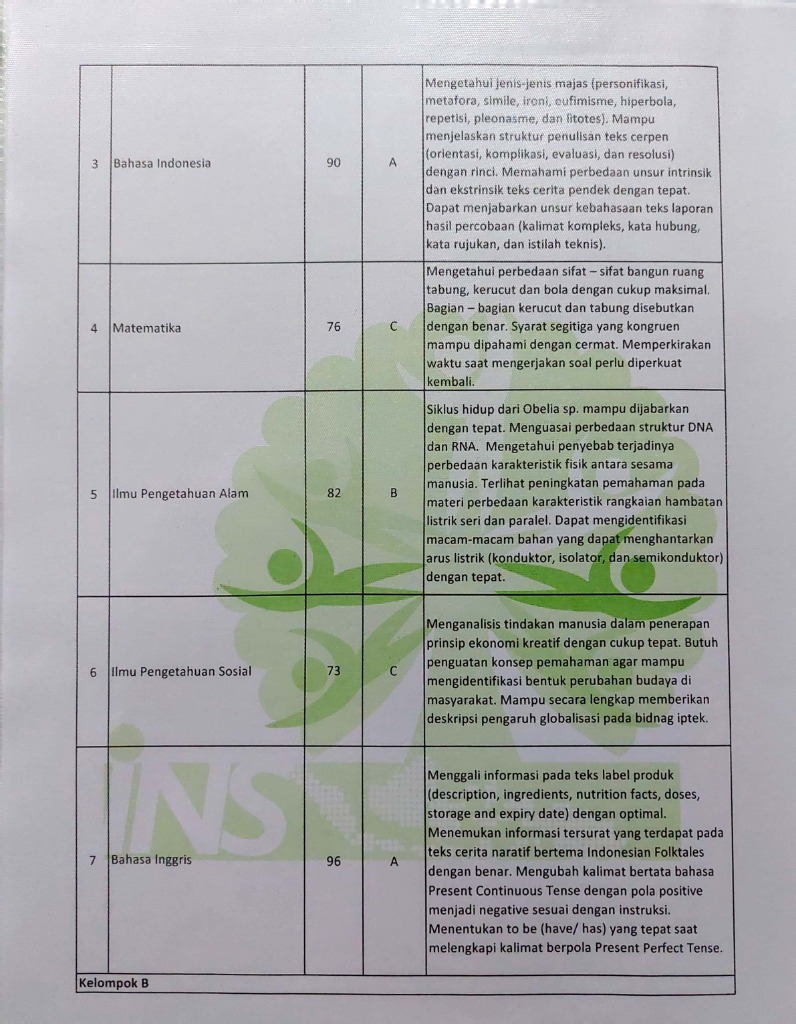 Mengetahui jenis-jenis majas (personifikasi,
metafora, simile, ironi, eufimisme, hiperbola,
repetisi, pleonasme, dan litotes). Mampu
menjelaskan struktur penulisan teks cerpen
3 Bahasa Indonesia 90 A (orientasi, komplikasi, evaluasi, dan resolusi)
dengan rinci. Memahami perbedaan unsur intrinsik
dan ekstrinsik teks cerita pendek dengan tepat.
Dapat menjabarkan unsur kebahasaan teks laporan
hasil percobaan (kalimat kompleks, kata hubung,
kata rujukan, dan istilah teknis).
Mengetahui perbedaan sifat – sifat bangun ruang
tabung, kerucut dan bola dengan cukup maksimal.
Bagian – bagian kerucut dan tabung disebutkan
4 Matematika 76 C dengan benar. Syarat segitiga yang kongruen
mampu dipahami dengan cermat. Memperkirakan
waktu saat mengerjakan soal perlu diperkuat
kembali.
Siklus hidup dari Obelia sp. mampu dijabarkan
dengan tepat. Menguasai perbedaan struktur DNA
dan RNA. Mengetahui penyebab terjadinya
perbedaan karakteristik fisik antara sesama
manusia. Terlihat peningkatan pemahaman pada
5 Ilmu Pengetahuan Alam 82 B materi perbedaan karakteristik rangkaian hambatan
listrik seri dan paralel. Dapat mengidentifikasi
macam-macam bahan yang dapat menghantarkan
arus listrik (konduktor, isolator, dan semikonduktor)
dengan tepat.
Menganalisis tindakan manusia dalam penerapan
prinsip ekonomi kreatif dengan cukup tepat. Butuh
penguatan konsep pemahaman agar mampu
6 Ilmu Pengetahuan Sosial 73 C mengidentifikasi bentuk perubahan budaya di
masyarakat. Mampu secara lengkap memberikan
deskripsi pengaruh globalisasi pada bidnag iptek.
iNS
Menggali informasi pada teks label produk
(description, ingredients, nutrition facts, doses,
storage and expiry date) dengan optimal.
Menemukan informasi tersurat yang terdapat pada
7 Bahasa Inggris 96 A teks cerita naratif bertema Indonesian Folktales
dengan benar. Mengubah kalimat bertata bahasa
Present Continuous Tense dengan pola positive
menjadi negative sesuai dengan instruksi.
Menentukan to be (have/ has) yang tepat saat
melengkapi kalimat berpola Present Perfect Tense.
Kelompok B